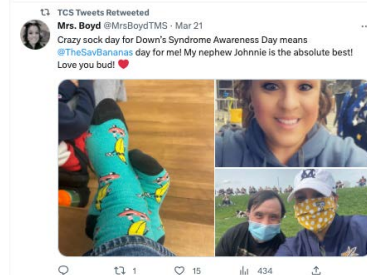 TCS Tweets Retweeted
Mrs. Boyd @MrsBoydTMS · Mar 21
Crazy sock day for Down's Syndrome Awareness Day means
@TheSavBananas day for me! My nephew Johnnie is the absolute best!
Love you bud! ❤️
1 15 434